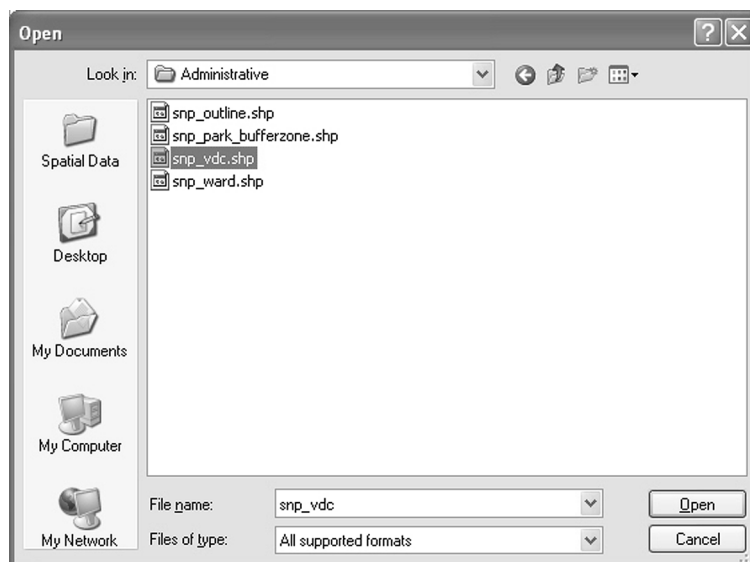 Open
Look in: Administrative
snp_outline.shp
snp_park_bufferzone.shp
snp_vdc.shp
snp_ward.shp
Spatial Data
Desktop
My Documents
My Computer
My Network
File name: snp_vdc Open
Files of type: All supported formats Cancel